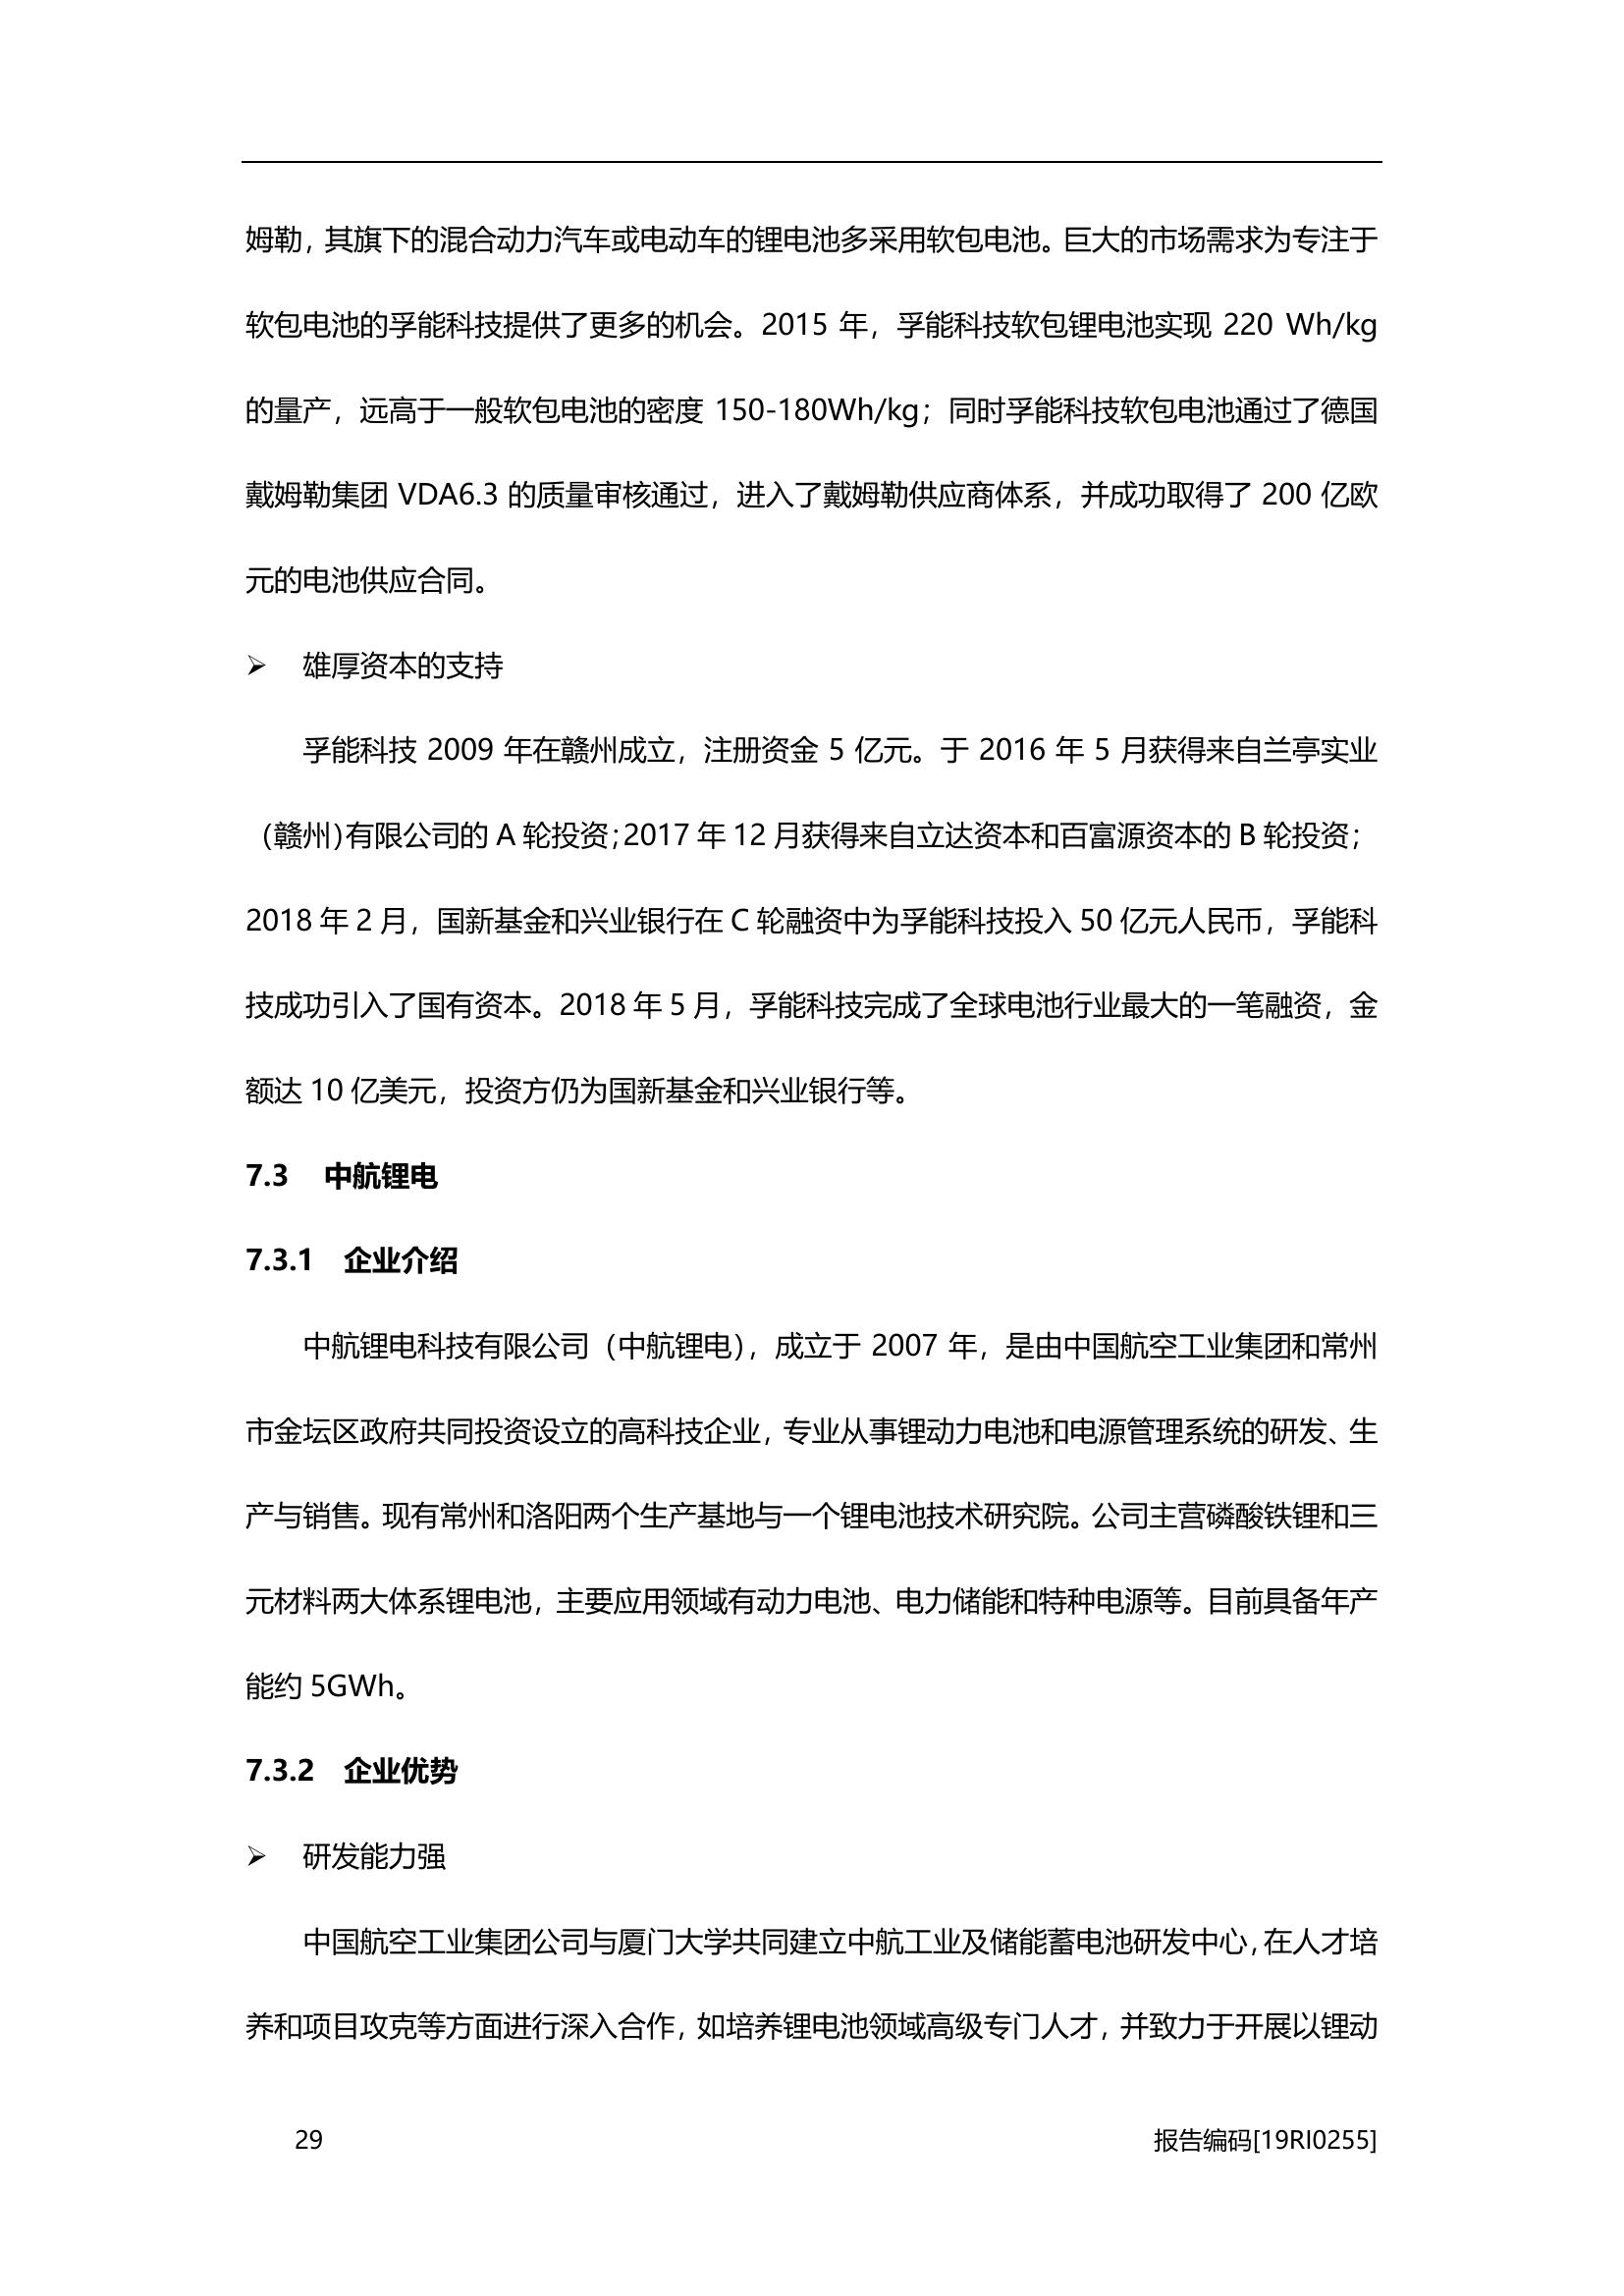 姆勒，其旗下的混合动力汽车或电动车的锂电池多采用软包电池。巨大的市场需求为专注于
软包电池的孚能科技提供了更多的机会。2015 年，孚能科技软包锂电池实现 220 Wh/kg
的量产，远高于一般软包电池的密度 150-180Wh/kg；同时孚能科技软包电池通过了德国
戴姆勒集团 VDA6.3 的质量审核通过，进入了戴姆勒供应商体系，并成功取得了 200 亿欧
元的电池供应合同。
➢ 雄厚资本的支持
孚能科技 2009 年在赣州成立，注册资金 5 亿元。于 2016 年 5 月获得来自兰亭实业
（赣州)有限公司的 A 轮投资；2017 年 12 月获得来自立达资本和百富源资本的 B 轮投资；
2018 年 2 月，国新基金和兴业银行在 C 轮融资中为孚能科技投入 50 亿元人民币，孚能科
技成功引入了国有资本。2018 年 5 月，孚能科技完成了全球电池行业最大的一笔融资，金
额达 10 亿美元，投资方仍为国新基金和兴业银行等。
7.3 中航锂电
7.3.1 企业介绍
中航锂电科技有限公司（中航锂电），成立于 2007 年，是由中国航空工业集团和常州
市金坛区政府共同投资设立的高科技企业，专业从事锂动力电池和电源管理系统的研发、生
产与销售。现有常州和洛阳两个生产基地与一个锂电池技术研究院。公司主营磷酸铁锂和三
元材料两大体系锂电池，主要应用领域有动力电池、电力储能和特种电源等。目前具备年产
能约 5GWh。
7.3.2 企业优势
➢ 研发能力强
中国航空工业集团公司与厦门大学共同建立中航工业及储能蓄电池研发中心，在人才培
养和项目攻克等方面进行深入合作，如培养锂电池领域高级专门人才，并致力于开展以锂动
29 报告编码[19RI0255]